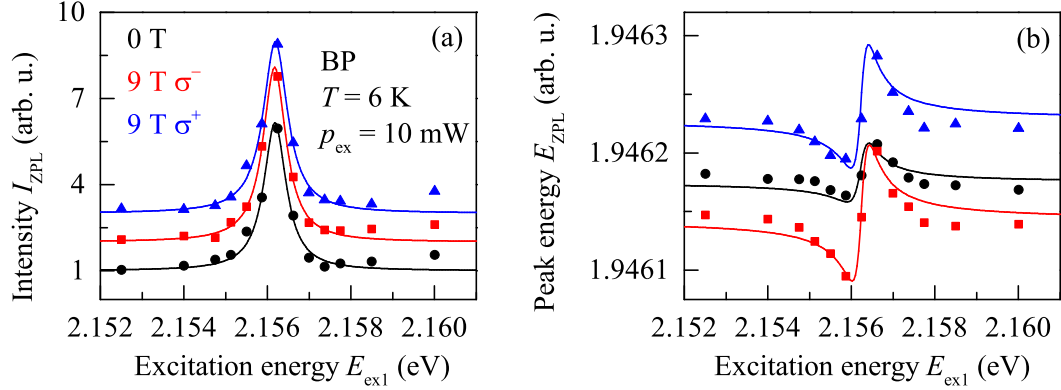 Intensity I_ZPL (arb. u.)
10
7
4
1
0 T
9 T σ⁻
9 T σ⁺
BP
T = 6 K
p_ex = 10 mW
(a)
2.152 2.154 2.156 2.158 2.160
Excitation energy E_ex1 (eV)
Peak energy E_ZPL (arb. u.)
1.9463
1.9462
1.9461
(b)
2.152 2.154 2.156 2.158 2.160
Excitation energy E_ex1 (eV)